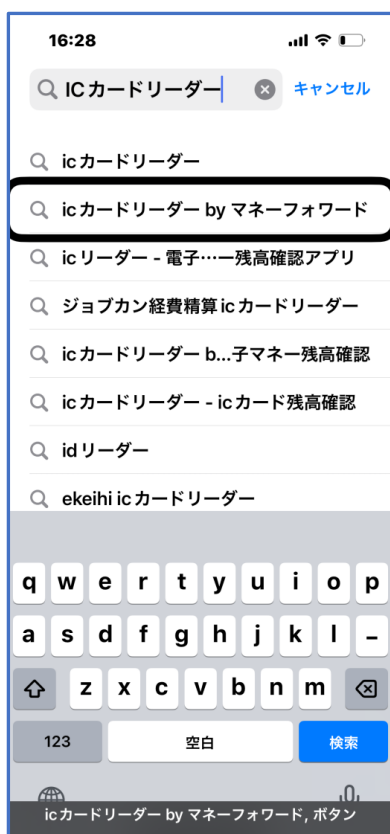 16:28
ICカードリーダー キャンセル
icカードリーダー
icカードリーダー by マネーフォワード
icリーダー - 電子…ー残高確認アプリ
ジョブカン経費精算icカードリーダー
icカードリーダー b...子マネー残高確認
icカードリーダー - icカード残高確認
idリーダー
ekeihi icカードリーダー
q w e r t y u i o p
a s d f g h j k l -
z x c v b n m
123 空白 検索
icカードリーダー by マネーフォワード, ボタン